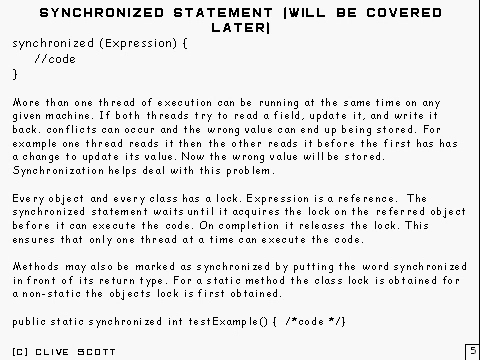 SYNCHRONIZED STATEMENT (WILL BE COVERED
LATER)
synchronized (Expression) {
//code
}
More than one thread of execution can be running at the same time on any
given machine. If both threads try to read a field, update it, and write it
back. conflicts can occur and the wrong value can end up being stored. For
example one thread reads it then the other reads it before the first has has
a change to update its value. Now the wrong value will be stored.
Synchronization helps deal with this problem.
Every object and every class has a lock. Expression is a reference. The
synchronized statement waits until it acquires the lock on the referred object
before it can execute the code. On completion it releases the lock. This
ensures that only one thread at a time can execute the code.
Methods may also be marked as synchronized by putting the word synchronized
in front of its return type. For a static method the class lock is obtained for
a non-static the objects lock is first obtained.
public static synchronized int testExample() { /*code */}
(C) CLIVE SCOTT
5